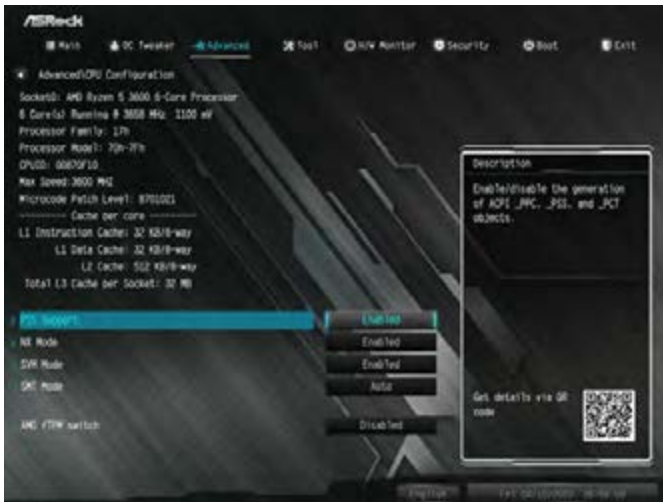 ASRock
Main OC Tweaker Advanced Tool H/W Monitor Security Boot Exit
Advanced\CPU Configuration
Socket0: AMD Ryzen 5 3600 6-Core Processor
6 Core(s) Running @ 3658 MHz 1100 mV
Processor Family: 17h
Processor Model: 70h-7Fh
CPUID: 00870F10
Max Speed:3600 MHZ
Microcode Patch Level: 8701021
Cache per core
L1 Instruction Cache: 32 KB/8-way
L1 Data Cache: 32 KB/8-way
L2 Cache: 512 KB/8-way
Total L3 Cache per Socket: 32 MB
PSS Support Enabled
NX Mode Enabled
SVM Mode Enabled
SMT Mode Auto
AMD fTPM switch Disabled
Description
Enable/disable the generation
of ACPI _PPC, _PSS, and _PCT
objects.
Get details via QR
code
English